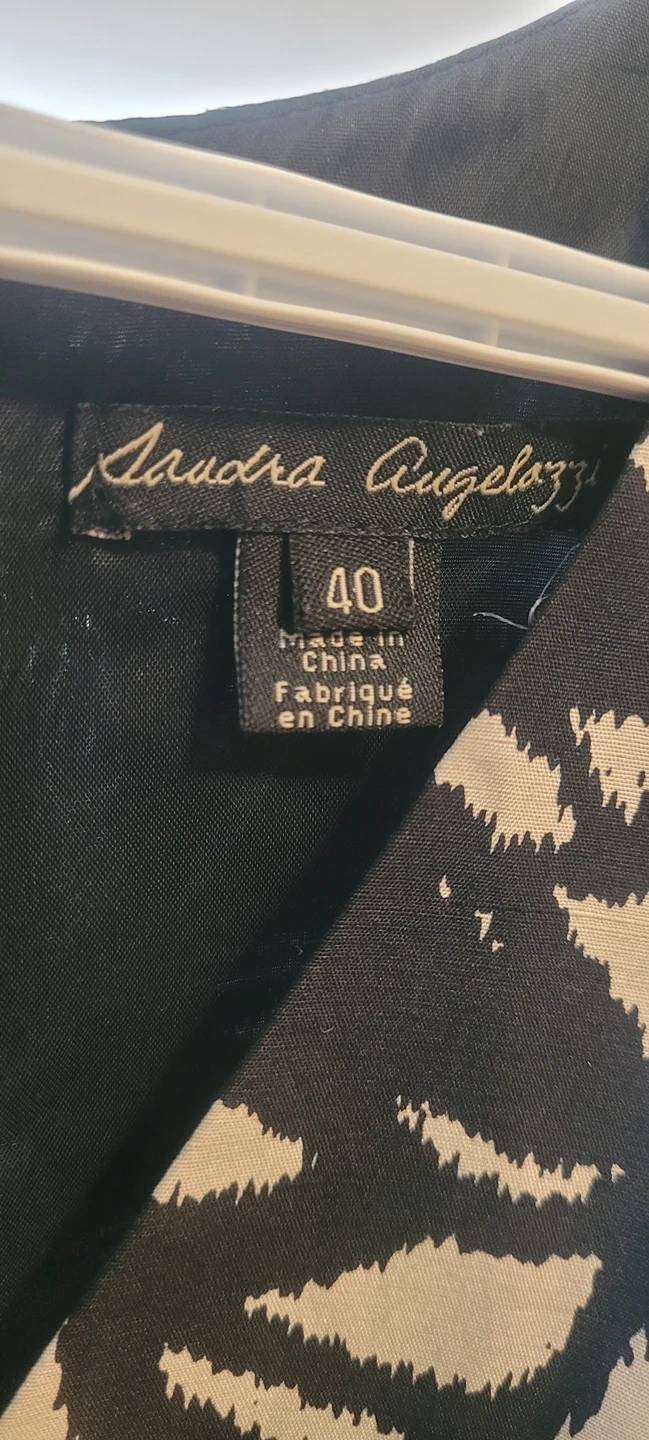 Sandra Angelozzi
40
Made in
China
Fabriqué
en Chine